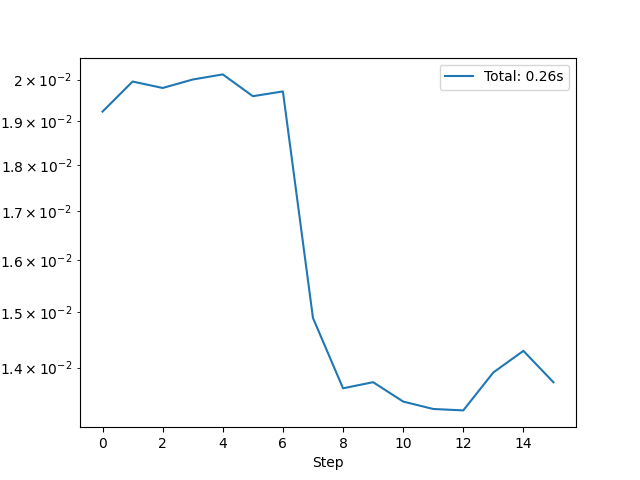 Total: 0.26s
2 × 10⁻²
1.9 × 10⁻²
1.8 × 10⁻²
1.7 × 10⁻²
1.6 × 10⁻²
1.5 × 10⁻²
1.4 × 10⁻²
0 2 4 6 8 10 12 14
Step